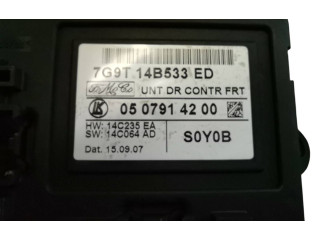 7G9T 14B533 ED
UNT DR CONTR FRT
05 0791 42 00
HW: 14C235 EA
SW: 14C064 AD
S0Y0B
Dat. 15.09.07